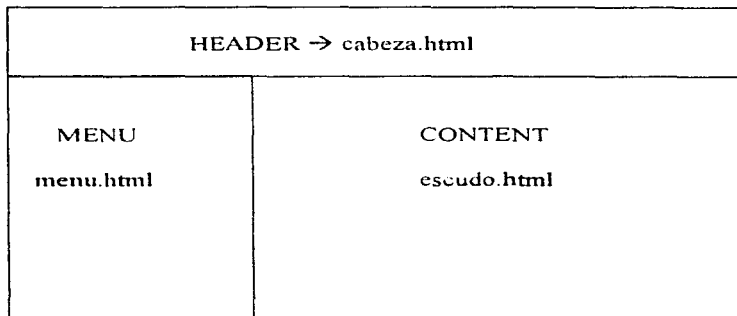 HEADER → cabeza.html
MENU
CONTENT
menu.html
escudo.html